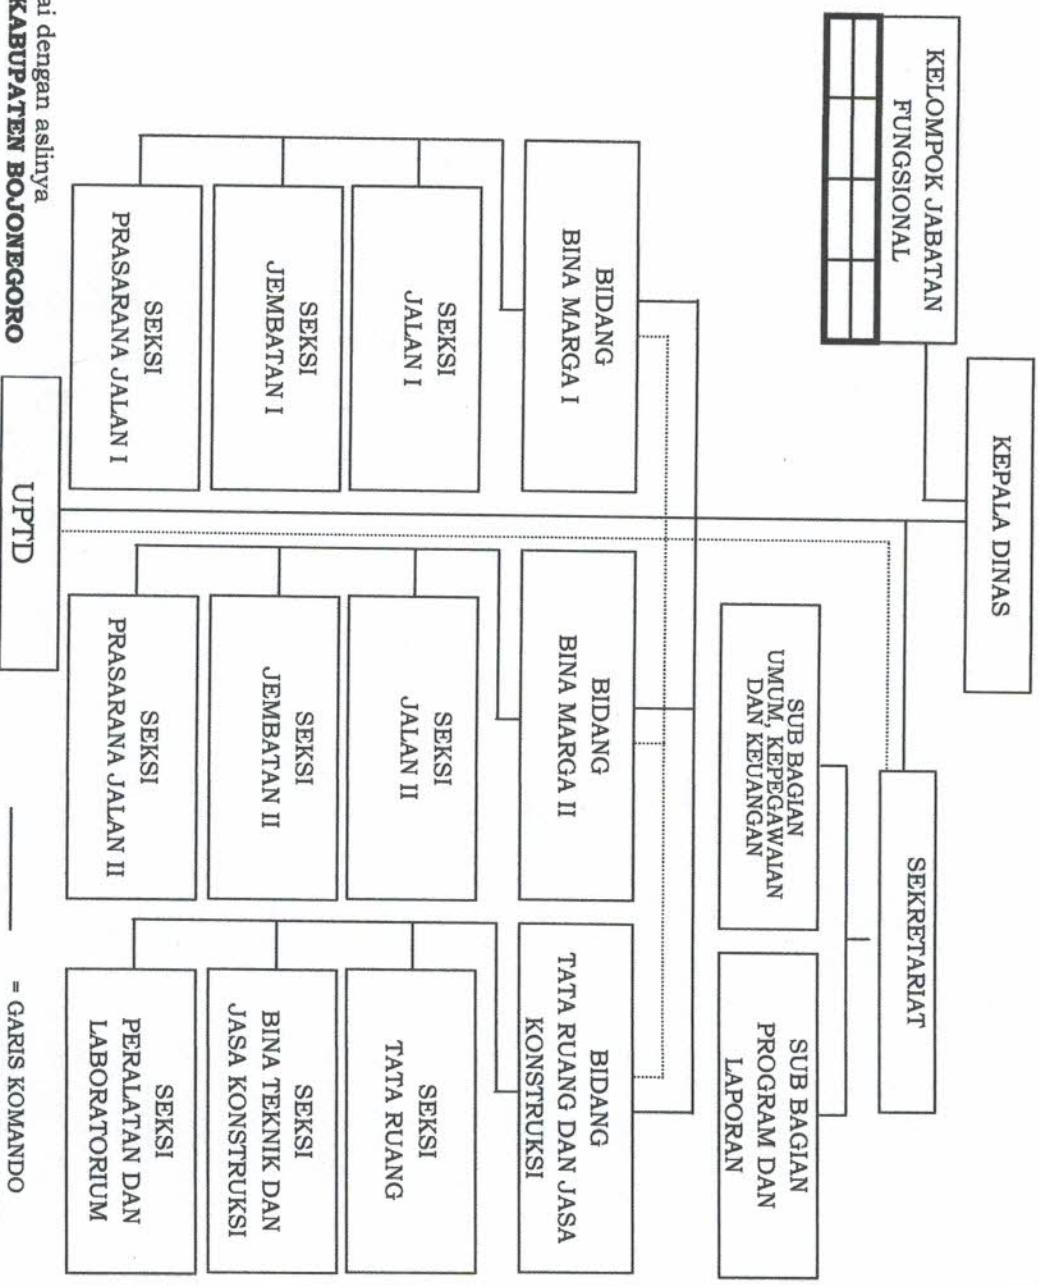 KEPALA DINAS
KELOMPOK JABATAN
FUNGSIONAL
SEKRETARIAT
SUB BAGIAN
UMUM, KEPEGAWAIAN
DAN KEUANGAN
SUB BAGIAN
PROGRAM DAN
LAPORAN
BIDANG
BINA MARGA I
BIDANG
BINA MARGA II
BIDANG
TATA RUANG DAN JASA
KONSTRUKSI
SEKSI
JALAN I
SEKSI
JALAN II
SEKSI
TATA RUANG
SEKSI
JEMBATAN I
SEKSI
JEMBATAN II
SEKSI
BINA TEKNIK DAN
JASA KONSTRUKSI
SEKSI
PRASARANA JALAN I
SEKSI
PRASARANA JALAN II
SEKSI
PERALATAN DAN
LABORATORIUM
UPTD
ai dengan aslinya
KABUPATEN BOJONEGORO
= GARIS KOMANDO